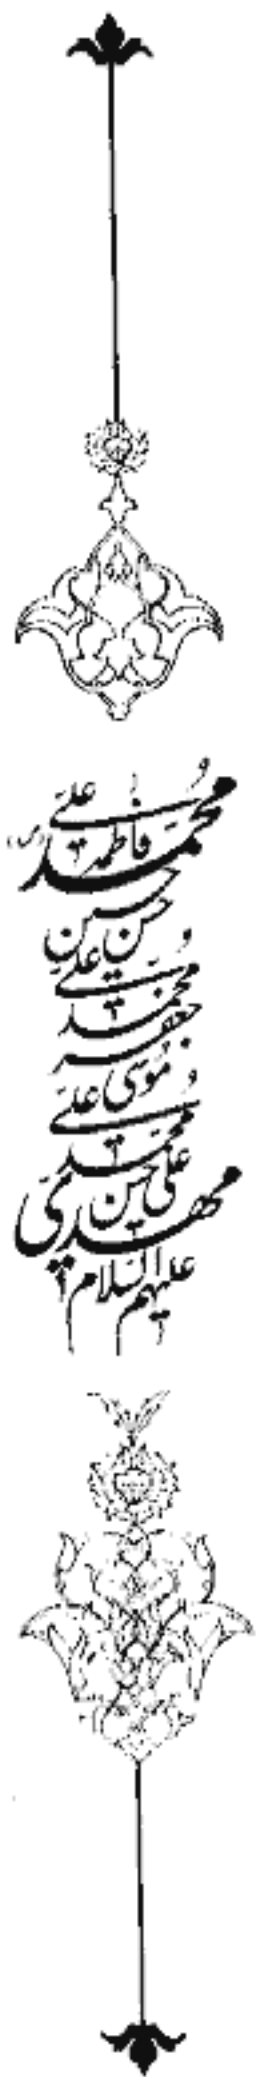 محمد (ص) علی فاطمه
حسن حسین
علی
محمد
جعفر
موسی
علی
محمد
علی
حسن
مهدی
علیهم السلام